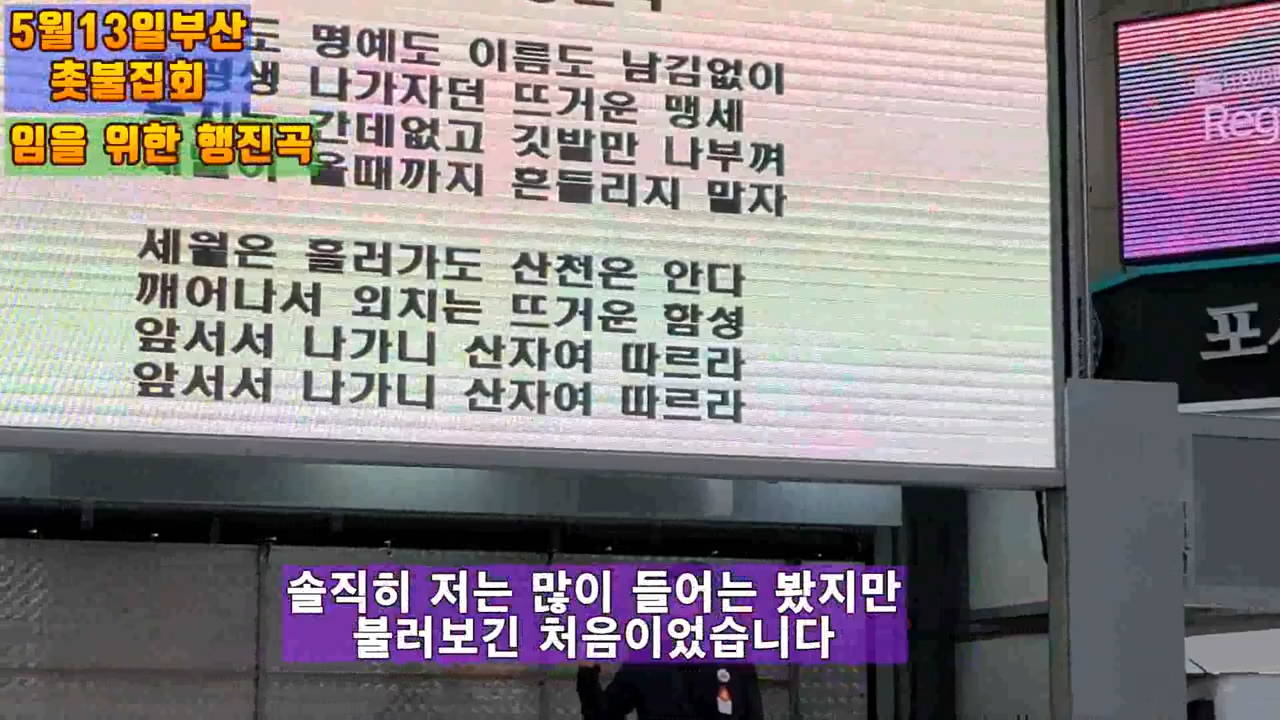 5월13일부산
촛불집회
임을 위한 행진곡
도 명예도 이름도 남김없이
평생 나가자던 뜨거운 맹세
간데없고 깃발만 나부껴
올때까지 흔들리지 말자
세월은 흘러가도 산천은 안다
깨어나서 외치는 뜨거운 함성
앞서서 나가니 산자여 따르라
앞서서 나가니 산자여 따르라
Reg
포
솔직히 저는 많이 들어는 봤지만
불러보긴 처음이었습니다